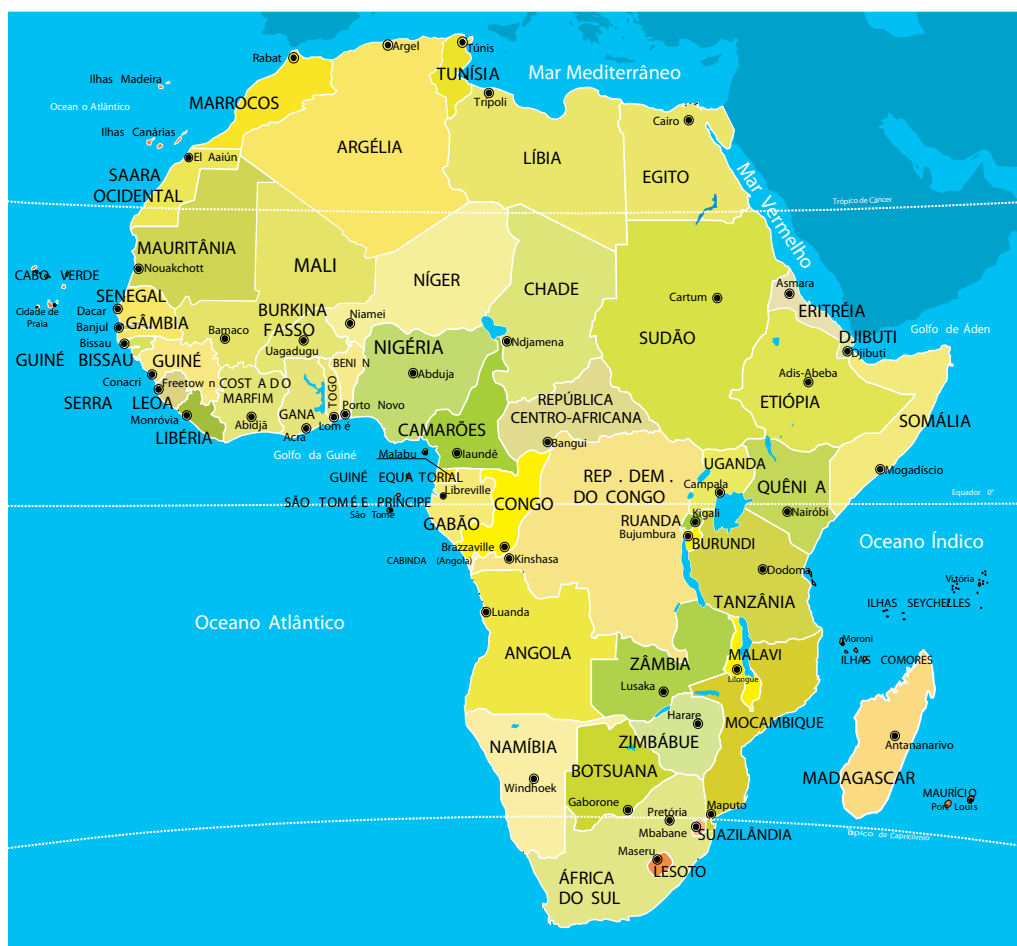 Argel
Túnis
Rabat
TUNÍSIA
Mar Mediterrâneo
Ilhas Madeira
MARROCOS
Trípoli
Ocean o Atlântico
Cairo
Ilhas Canárias
ARGÉLIA
El Aaiún
LÍBIA
SAARA
OCIDENTAL
EGITO
Mar Vermelho
Trópico de Câncer
MAURITÂNIA
Nouakchott
MALI
NÍGER
CHADE
CABO VERDE
Asmara
SENEGAL
Cartum
Cidade de
Praia
Dacar
BURKINA
FASSO
ERITRÉIA
Niamei
Banjul
GÂMBIA
Bamaco
SUDÃO
DJIBUTI
Golfo de Áden
Bissau
Uagadugu
NIGÉRIA
Ndjamena
Djibuti
GUINÉ BISSAU
GUINÉ
BENI N
Abduja
Adis-Abeba
Conacri
Freetow n
COST A DO
MARFIM
TOGO
ETIÓPIA
SERRA LEOA
Porto Novo
REPÚBLICA
CENTRO-AFRICANA
Monróvia
Abidjã
GANA
Lom é
SOMÁLIA
LIBÉRIA
Acra
CAMARÕES
Bangui
Golfo da Guiné
Malabu
Iaundê
UGANDA
Mogadíscio
GUINÉ EQUA TORIAL
REP . DEM .
DO CONGO
Campala
QUÊNI A
Libreville
SÃO TOMÉ E PRÍNCIPE
São Tomé
CONGO
Equador 0°
GABÃO
RUANDA
Kigali
Nairóbi
Bujumbura
BURUNDI
Oceano Índico
Brazzaville
CABINDA (Angola)
Kinshasa
Dodoma
Vitória
TANZÂNIA
ILHAS SEYCHELLES
Oceano Atlântico
Luanda
Moroni
ANGOLA
ZÂMBIA
MALAVI
ILHAS COMORES
Lilongue
Lusaka
Harare
MOCAMBIQUE
NAMÍBIA
ZIMBÁBUE
Antananarivo
BOTSUANA
MADAGASCAR
Windhoek
MAURÍCIO
Gaborone
Pretória
Maputo
Port Louis
Mbabane
SUAZILÂNDIA
Trópico de Capricórnio
Maseru
LESOTO
ÁFRICA
DO SUL